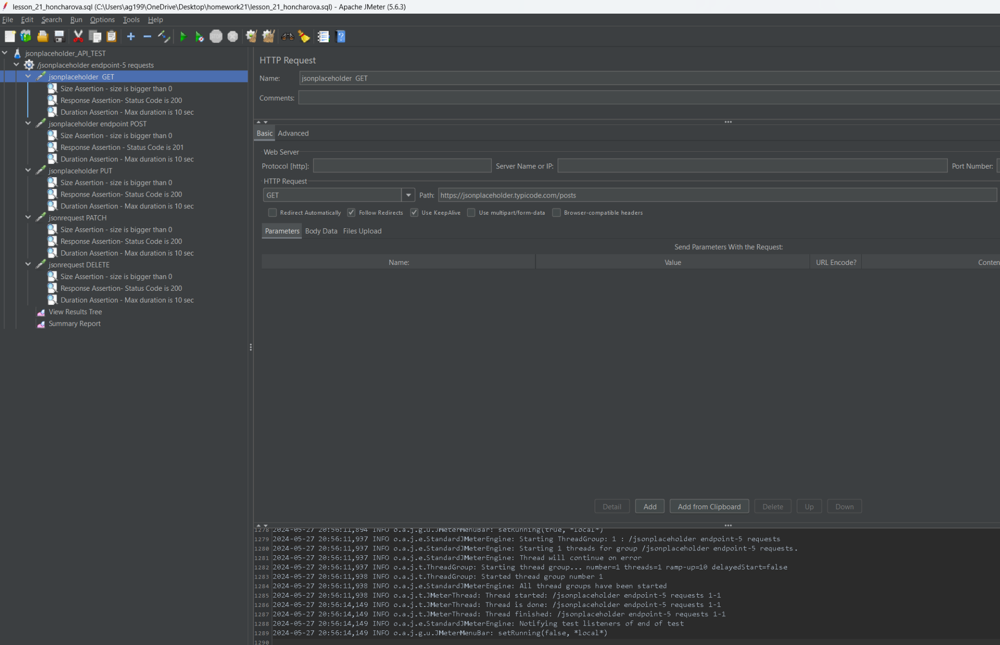 lesson_21_honcharova.sql (C:\Users\ag199\OneDrive\Desktop\homework21\lesson_21_honcharova.sql) - Apache JMeter (5.6.3)
File Edit Search Run Options Tools Help
jsonplaceholder_API_TEST
/jsonplaceholder endpoint-5 requests
jsonplaceholder  GET
Size Assertion - size is bigger than 0
Response Assertion- Status Code is 200
Duration Assertion - Max duration is 10 sec
jsonplaceholder endpoint POST
Size Assertion - size is bigger than 0
Response Assertion - Status Code is 201
Duration Assertion - Max duration is 10 sec
jsonplaceholder PUT
Size Assertion - size is bigger than 0
Response Assertion- Status Code is 200
Duration Assertion - Max duration is 10 sec
jsonrequest PATCH
Size Assertion - size is bigger than 0
Response Assertion- Status Code is 200
Duration Assertion - Max duration is 10 sec
jsonrequest DELETE
Size Assertion - size is bigger than 0
Response Assertion- Status Code is 200
Duration Assertion - Max duration is 10 sec
View Results Tree
Summary Report
HTTP Request
Name: jsonplaceholder  GET
Comments:
Basic Advanced
Web Server
Protocol [http]: Server Name or IP: Port Number:
HTTP Request
GET Path: https://jsonplaceholder.typicode.com/posts
Redirect Automatically Follow Redirects Use KeepAlive Use multipart/form-data Browser-compatible headers
Parameters Body Data Files Upload
Send Parameters With the Request:
Name: Value URL Encode? Conten
Detail Add Add from Clipboard Delete Up Down
1278 2024-05-27 20:56:11,894 INFO o.a.j.g.u.JMeterMenuBar: setRunning(true, *local*)
1279 2024-05-27 20:56:11,937 INFO o.a.j.e.StandardJMeterEngine: Starting ThreadGroup: 1 : /jsonplaceholder endpoint-5 requests
1280 2024-05-27 20:56:11,937 INFO o.a.j.e.StandardJMeterEngine: Starting 1 threads for group /jsonplaceholder endpoint-5 requests.
1281 2024-05-27 20:56:11,937 INFO o.a.j.e.StandardJMeterEngine: Thread will continue on error
1282 2024-05-27 20:56:11,937 INFO o.a.j.t.ThreadGroup: Starting thread group... number=1 threads=1 ramp-up=10 delayedStart=false
1283 2024-05-27 20:56:11,938 INFO o.a.j.t.ThreadGroup: Started thread group number 1
1284 2024-05-27 20:56:11,938 INFO o.a.j.e.StandardJMeterEngine: All thread groups have been started
1285 2024-05-27 20:56:11,938 INFO o.a.j.t.JMeterThread: Thread started: /jsonplaceholder endpoint-5 requests 1-1
1286 2024-05-27 20:56:14,149 INFO o.a.j.t.JMeterThread: Thread is done: /jsonplaceholder endpoint-5 requests 1-1
1287 2024-05-27 20:56:14,149 INFO o.a.j.t.JMeterThread: Thread finished: /jsonplaceholder endpoint-5 requests 1-1
1288 2024-05-27 20:56:14,149 INFO o.a.j.e.StandardJMeterEngine: Notifying test listeners of end of test
1289 2024-05-27 20:56:14,149 INFO o.a.j.g.u.JMeterMenuBar: setRunning(false, *local*)
1290